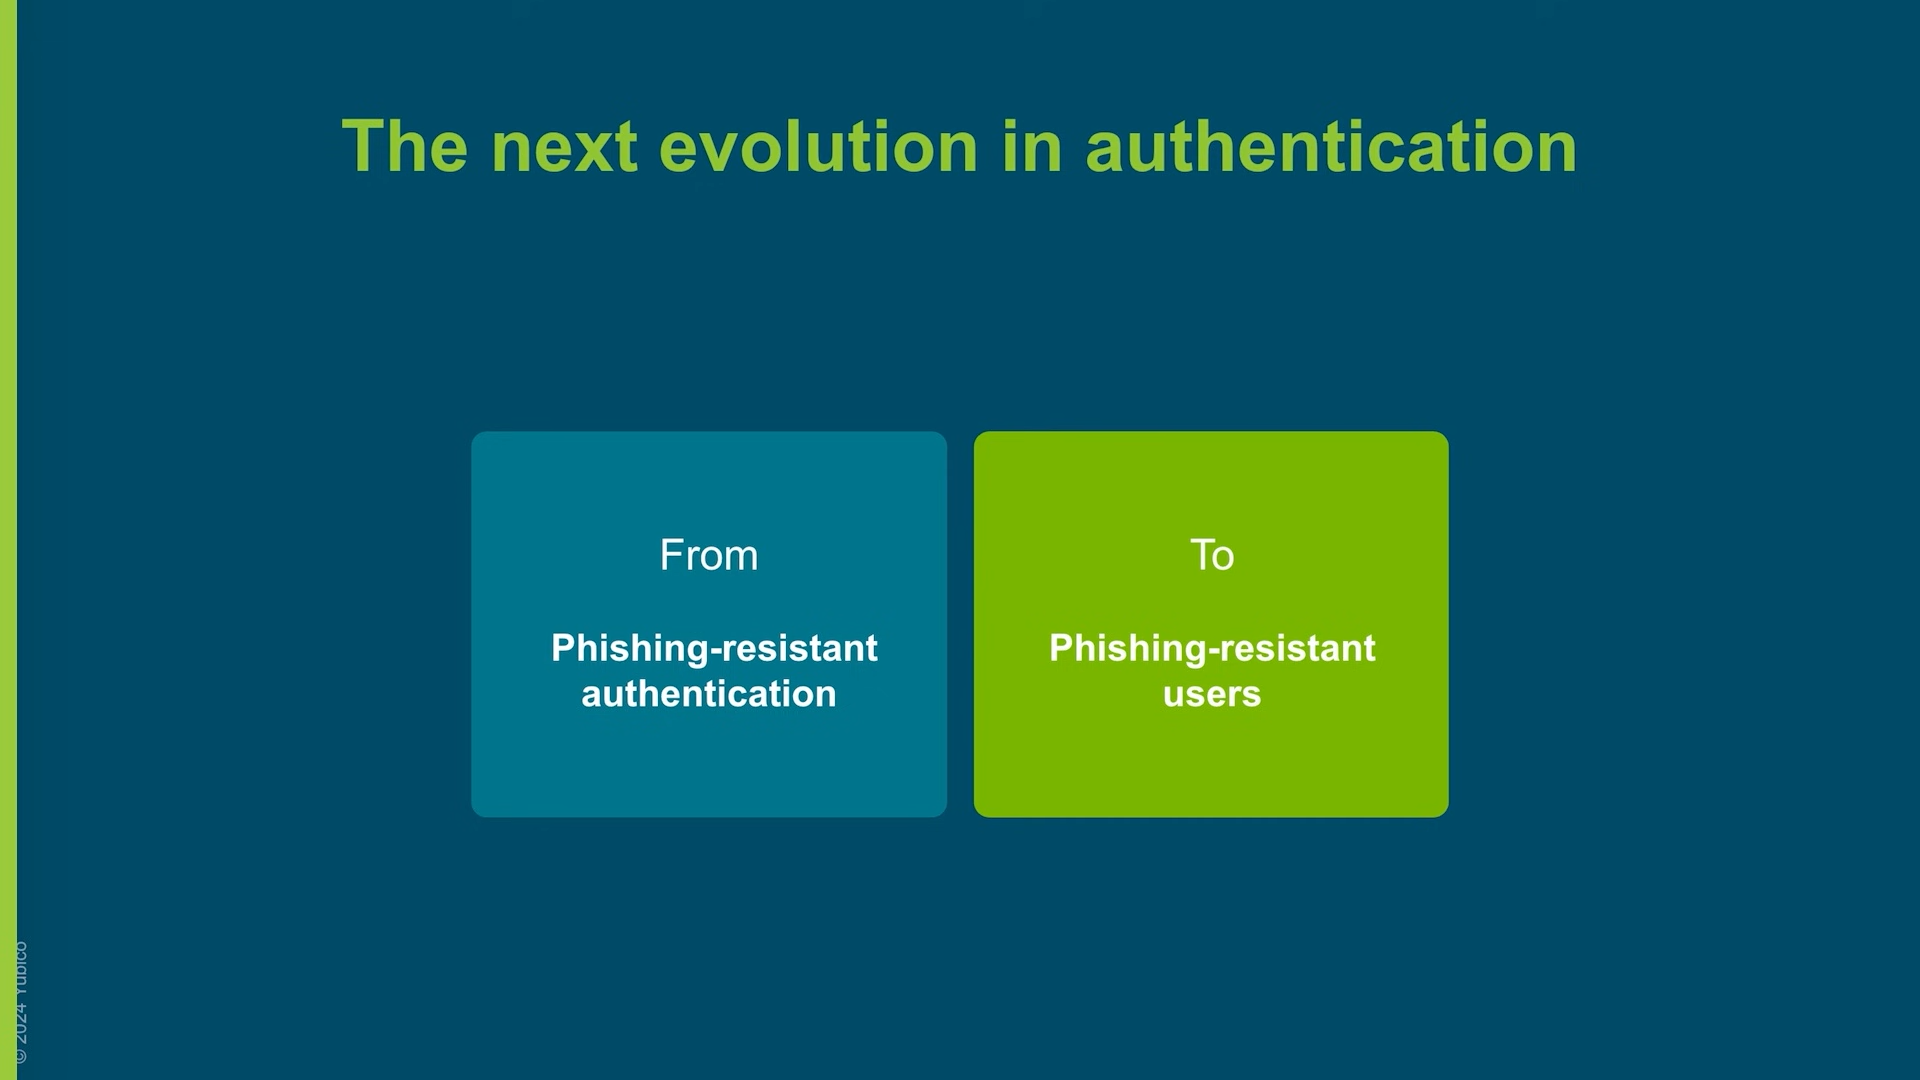 The next evolution in authentication
From
Phishing-resistant
authentication
To
Phishing-resistant
users
© 2024 Yubico